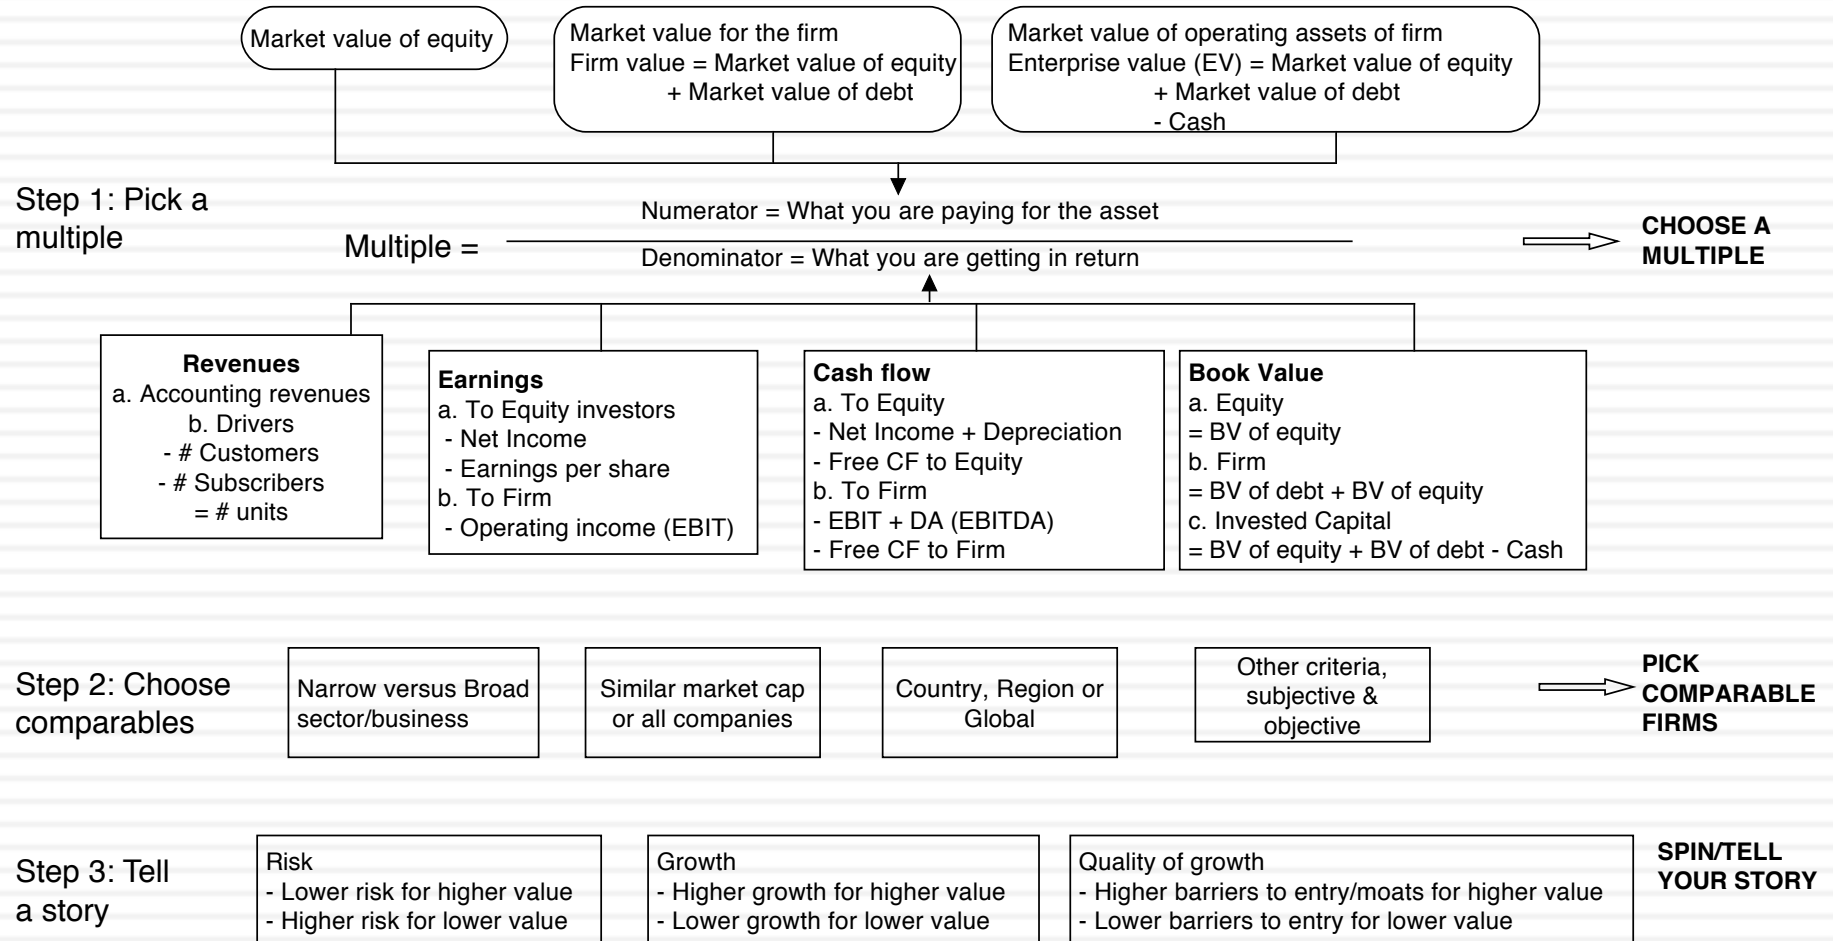 Market value of equity
Market value for the firm
Firm value = Market value of equity
+ Market value of debt
Market value of operating assets of firm
Enterprise value (EV) = Market value of equity
+ Market value of debt
- Cash
Step 1: Pick a
multiple
Multiple =
Numerator = What you are paying for the asset
Denominator = What you are getting in return
CHOOSE A
MULTIPLE
Revenues
a. Accounting revenues
b. Drivers
- # Customers
- # Subscribers
= # units
Earnings
a. To Equity investors
- Net Income
- Earnings per share
b. To Firm
- Operating income (EBIT)
Cash flow
a. To Equity
- Net Income + Depreciation
- Free CF to Equity
b. To Firm
- EBIT + DA (EBITDA)
- Free CF to Firm
Book Value
a. Equity
= BV of equity
b. Firm
= BV of debt + BV of equity
c. Invested Capital
= BV of equity + BV of debt - Cash
Step 2: Choose
comparables
Narrow versus Broad
sector/business
Similar market cap
or all companies
Country, Region or
Global
Other criteria,
subjective &
objective
PICK
COMPARABLE
FIRMS
Step 3: Tell
a story
Risk
- Lower risk for higher value
- Higher risk for lower value
Growth
- Higher growth for higher value
- Lower growth for lower value
Quality of growth
- Higher barriers to entry/moats for higher value
- Lower barriers to entry for lower value
SPIN/TELL
YOUR STORY